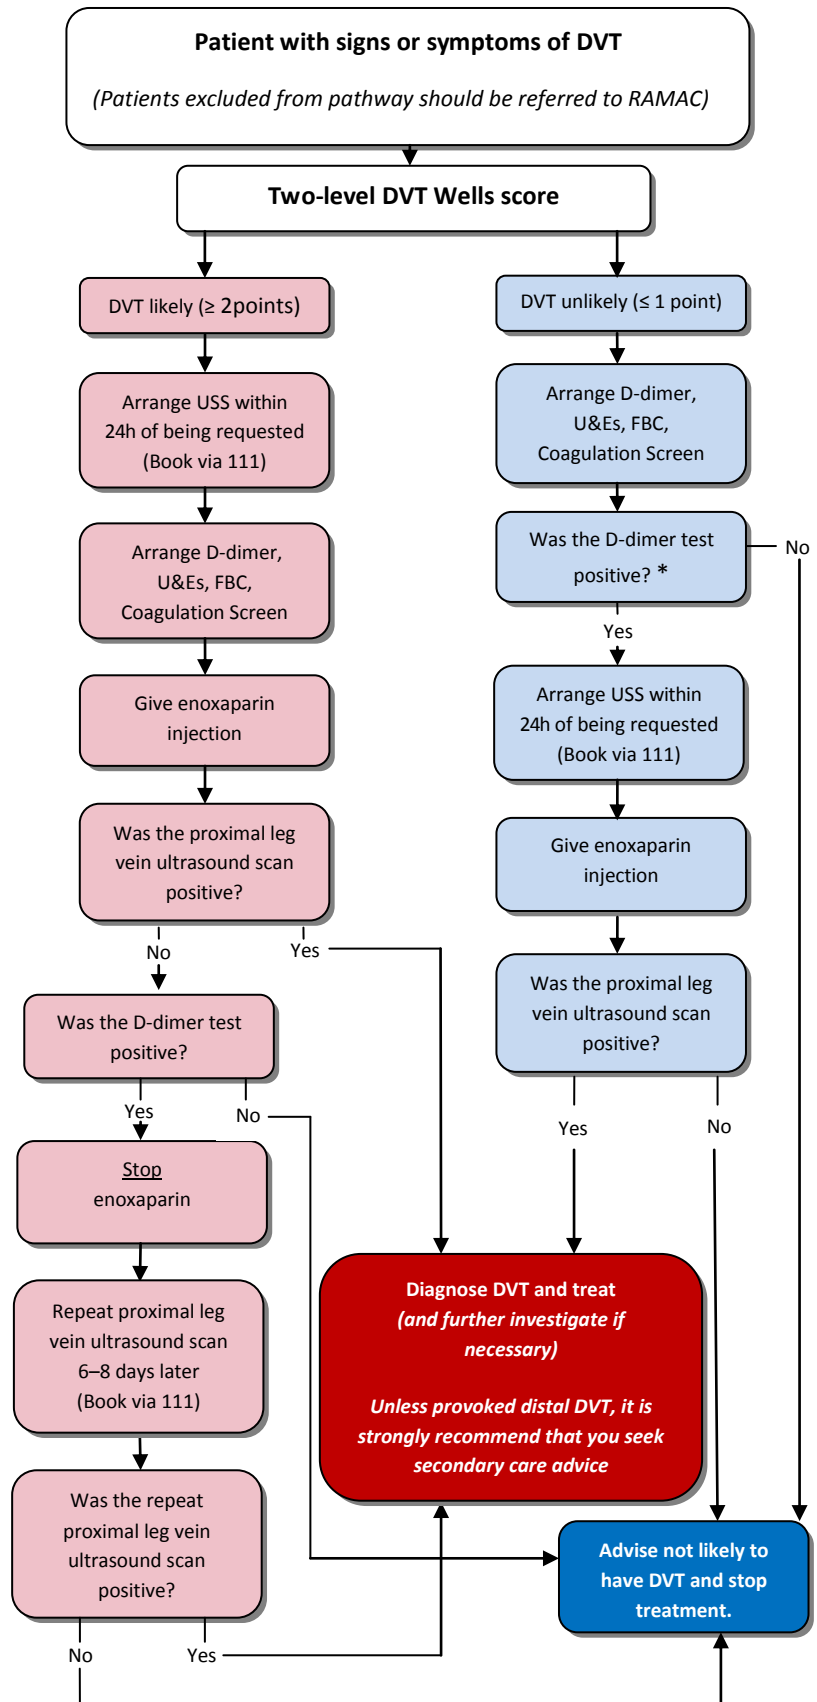 Patient with signs or symptoms of DVT
(Patients excluded from pathway should be referred to RAMAC)
Two-level DVT Wells score
DVT likely (≥ 2points)
Arrange USS within
24h of being requested
(Book via 111)
Arrange D-dimer,
U&Es, FBC,
Coagulation Screen
Give enoxaparin
injection
Was the proximal leg
vein ultrasound scan
positive?
No
Yes
Was the D-dimer test
positive?
Yes
No
Stop
enoxaparin
Repeat proximal leg
vein ultrasound scan
6–8 days later
(Book via 111)
Was the repeat
proximal leg vein
ultrasound scan
positive?
No
Yes
DVT unlikely (≤ 1 point)
Arrange D-dimer,
U&Es, FBC,
Coagulation Screen
Was the D-dimer test
positive? *
No
Yes
Arrange USS within
24h of being requested
(Book via 111)
Give enoxaparin
injection
Was the proximal leg
vein ultrasound scan
positive?
Yes
No
Diagnose DVT and treat
(and further investigate if
necessary)
Unless provoked distal DVT, it is
strongly recommend that you seek
secondary care advice
Advise not likely to
have DVT and stop
treatment.